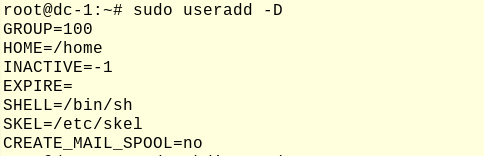 root@dc-1:~# sudo useradd -D
GROUP=100
HOME=/home
INACTIVE=-1
EXPIRE=
SHELL=/bin/sh
SKEL=/etc/skel
CREATE_MAIL_SPOOL=no